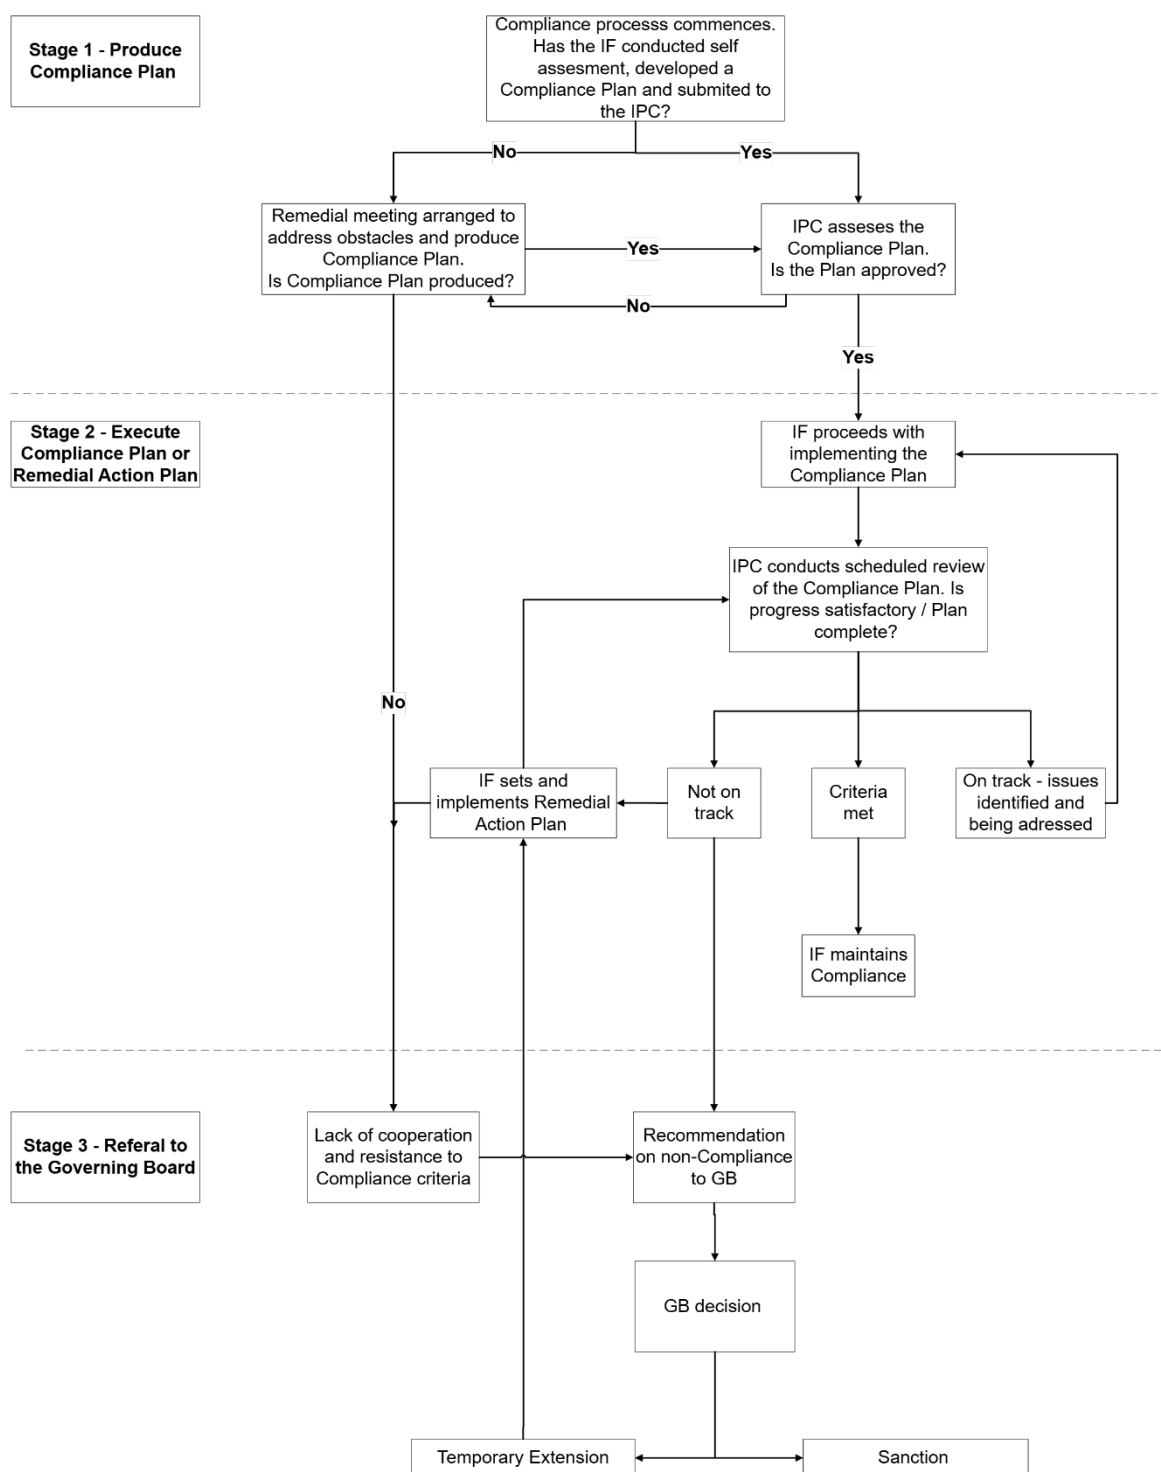 Stage 1 - Produce
Compliance Plan
Compliance processs commences.
Has the IF conducted self
assesment, developed a
Compliance Plan and submited to
the IPC?
No
Yes
Remedial meeting arranged to
address obstacles and produce
Compliance Plan.
Is Compliance Plan produced?
Yes
IPC asseses the
Compliance Plan.
Is the Plan approved?
No
Yes
Stage 2 - Execute
Compliance Plan or
Remedial Action Plan
IF proceeds with
implementing the
Compliance Plan
IPC conducts scheduled review
of the Compliance Plan. Is
progress satisfactory / Plan
complete?
No
IF sets and
implements Remedial
Action Plan
Not on
track
Criteria
met
On track - issues
identified and
being adressed
IF maintains
Compliance
Stage 3 - Referal to
the Governing Board
Lack of cooperation
and resistance to
Compliance criteria
Recommendation
on non-Compliance
to GB
GB decision
Temporary Extension
Sanction